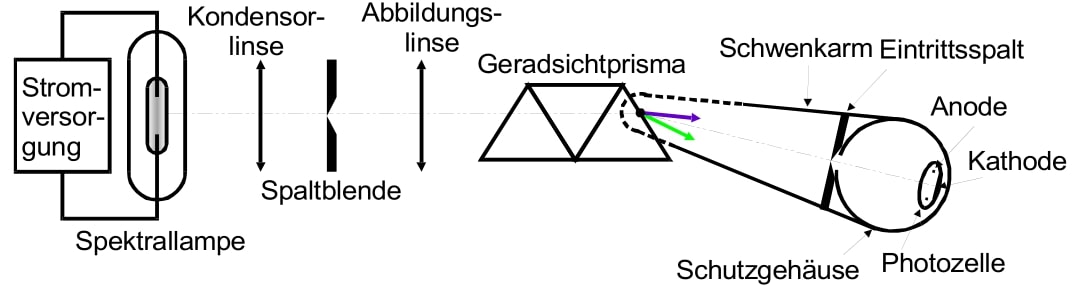 Kondensor-
linse
Abbildungs-
linse
Strom-
versor-
gung
Geradsichtprisma
Schwenkarm
Eintrittsspalt
Anode
Kathode
Spaltblende
Spektrallampe
Schutzgehäuse
Photozelle